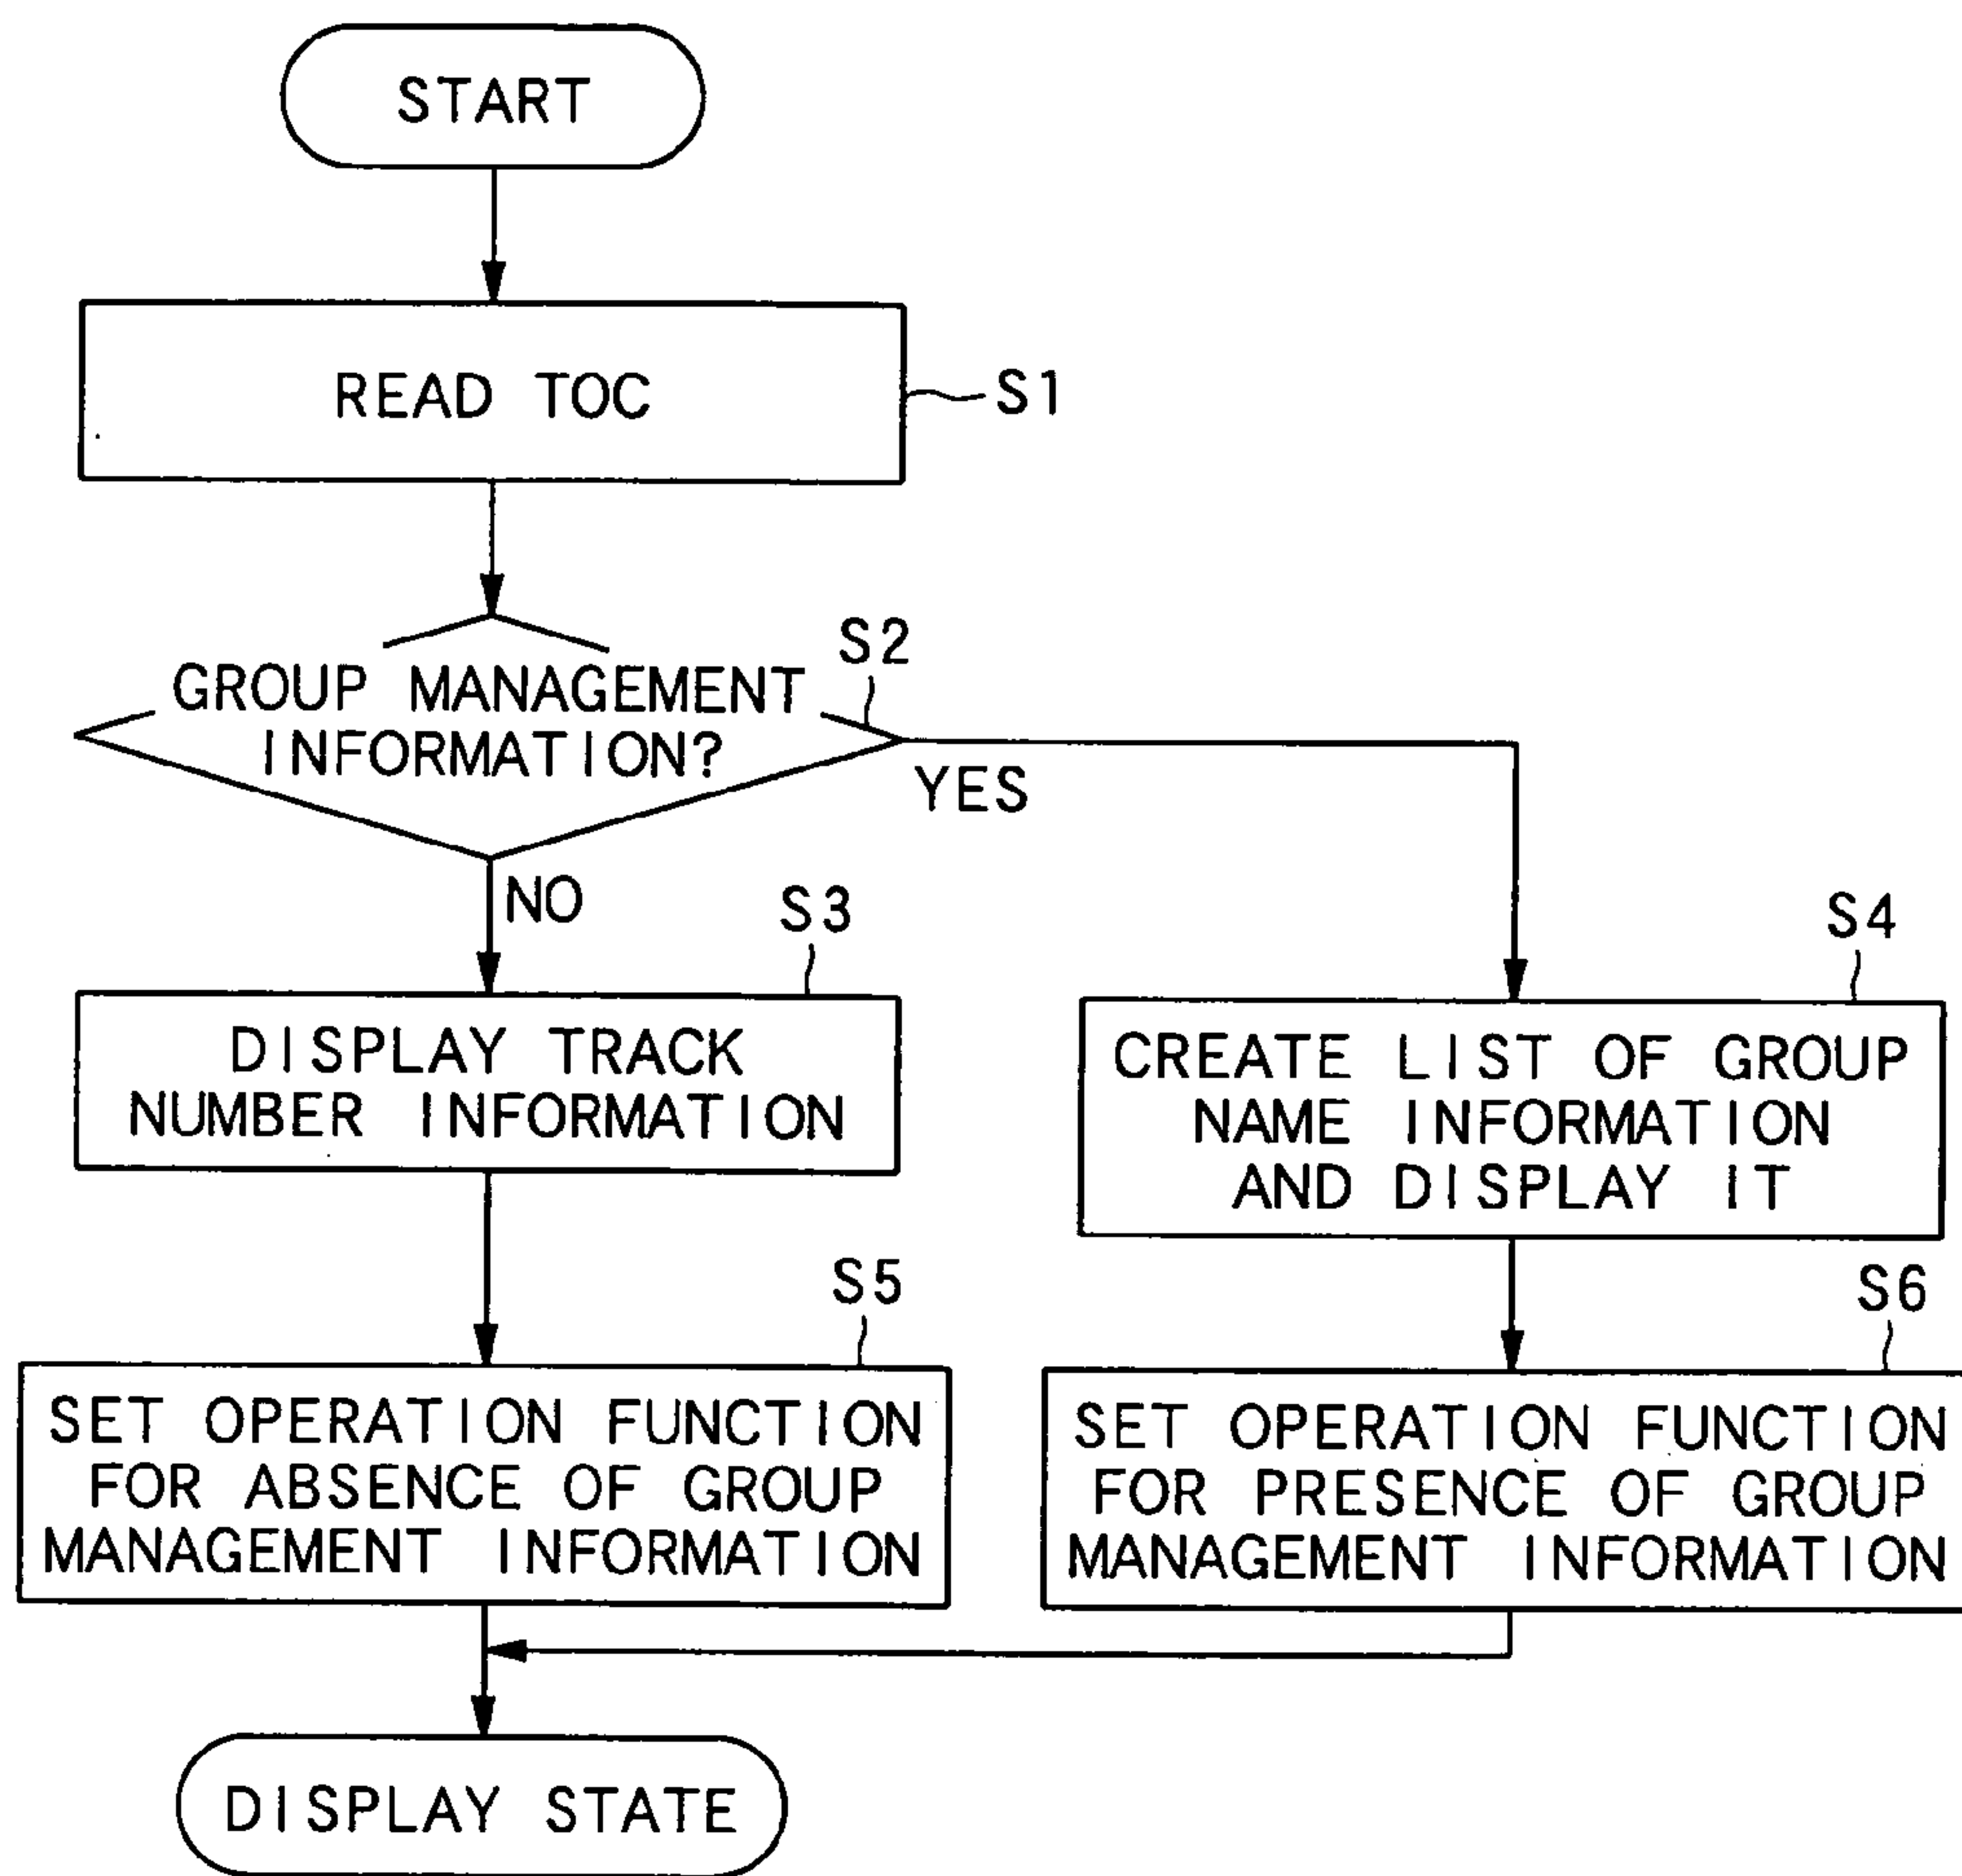 START
READ TOC
S1
S2
GROUP MANAGEMENT
INFORMATION?
YES
NO
S3
DISPLAY TRACK
NUMBER INFORMATION
S4
CREATE LIST OF GROUP
NAME INFORMATION
AND DISPLAY IT
S5
SET OPERATION FUNCTION
FOR ABSENCE OF GROUP
MANAGEMENT INFORMATION
S6
SET OPERATION FUNCTION
FOR PRESENCE OF GROUP
MANAGEMENT INFORMATION
DISPLAY STATE